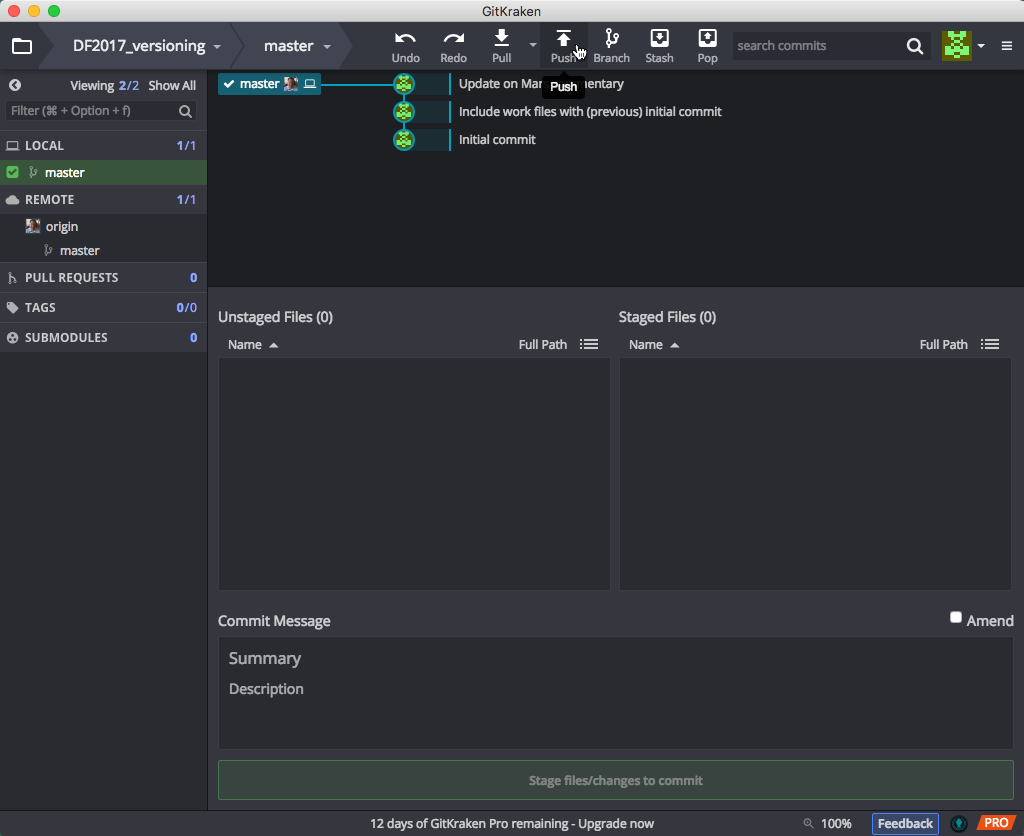 GitKraken
DF2017_versioning
master
Undo
Redo
Pull
Push
Branch
Stash
Pop
search commits
Viewing 2/2 Show All
Filter (⌘ + Option + f)
LOCAL 1/1
master
REMOTE 1/1
origin
master
PULL REQUESTS 0
TAGS 0/0
SUBMODULES 0
master
Update on Mar
entary
Push
Include work files with (previous) initial commit
Initial commit
Unstaged Files (0)
Name Full Path
Staged Files (0)
Name Full Path
Commit Message
Amend
Summary
Description
Stage files/changes to commit
12 days of GitKraken Pro remaining - Upgrade now
100%
Feedback
PRO